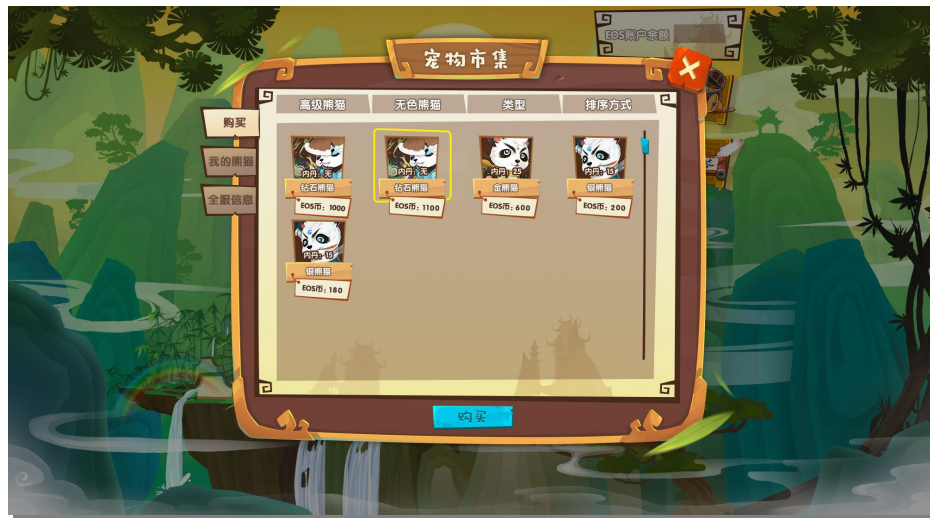 EOS账户余额
宠物市集
高级熊猫 无色熊猫 类型 排序方式
购买
我的熊猫
全服信息
内丹：无 内丹：无 内丹：25 内丹：15
钻石熊猫 钻石熊猫 金熊猫 银熊猫
EOS币：1000 EOS币：1100 EOS币：600 EOS币：200
内丹：15
银熊猫
EOS币：180
购买